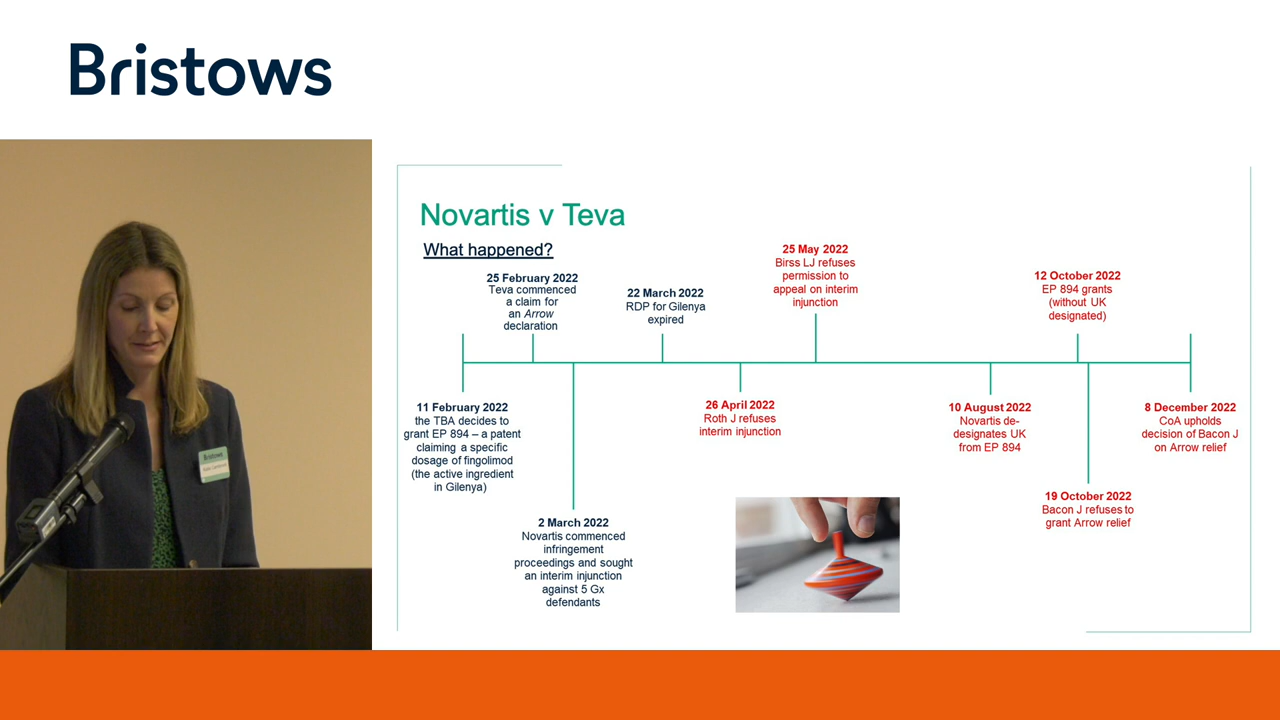 Bristows
Novartis v Teva
What happened?
25 February 2022
Teva commenced
a claim for
an Arrow
declaration
22 March 2022
RDP for Gilenya
expired
25 May 2022
Birss LJ refuses
permission to
appeal on interim
injunction
12 October 2022
EP 894 grants
(without UK
designated)
11 February 2022
the TBA decides to
grant EP 894 – a patent
claiming a specific
dosage of fingolimod
(the active ingredient
in Gilenya)
2 March 2022
Novartis commenced
infringement
proceedings and sought
an interim injunction
against 5 Gx
defendants
26 April 2022
Roth J refuses
interim injunction
10 August 2022
Novartis de-
designates UK
from EP 894
19 October 2022
Bacon J refuses to
grant Arrow relief
8 December 2022
CoA upholds
decision of Bacon J
on Arrow relief
Bristows